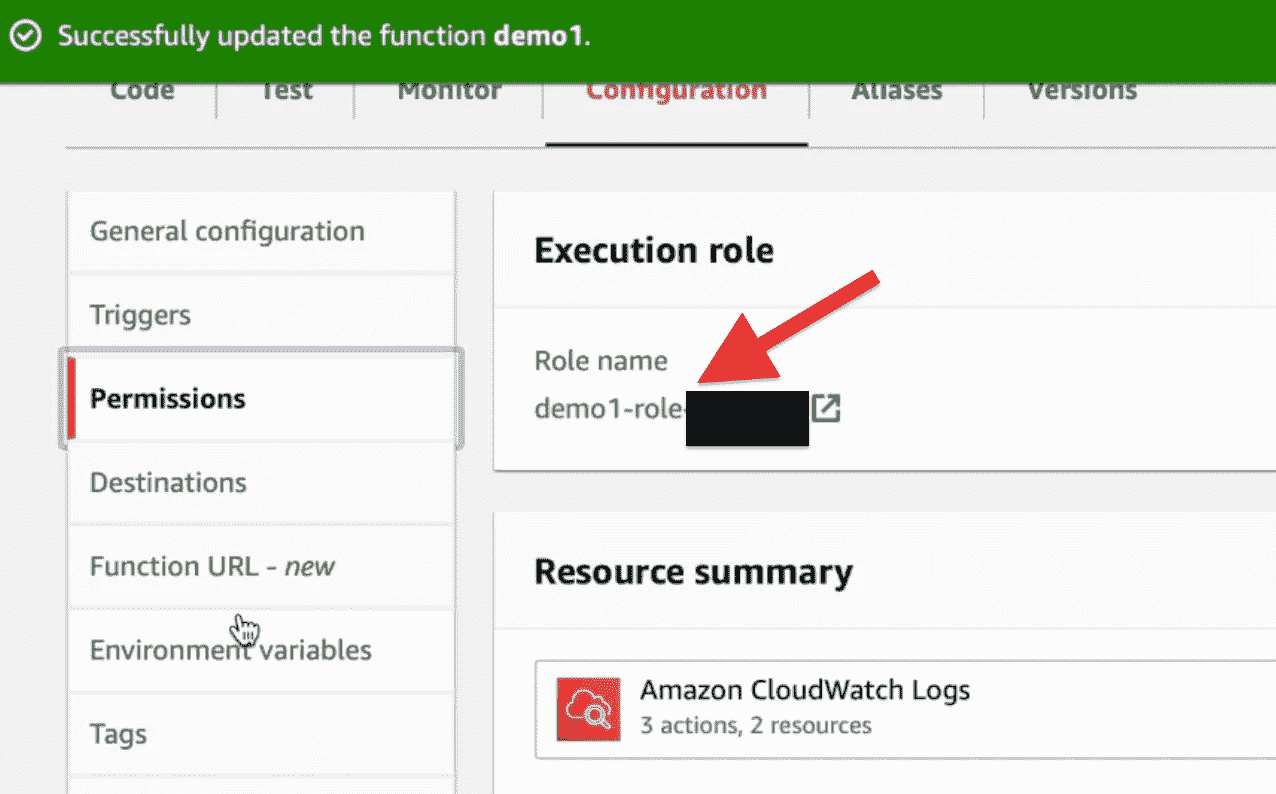 Successfully updated the function demo1.
Code Test Monitor Configuration Aliases Versions
General configuration
Triggers
Permissions
Destinations
Function URL - new
Environment variables
Tags
Execution role
Role name
demo1-role-
Resource summary
Amazon CloudWatch Logs
3 actions, 2 resources